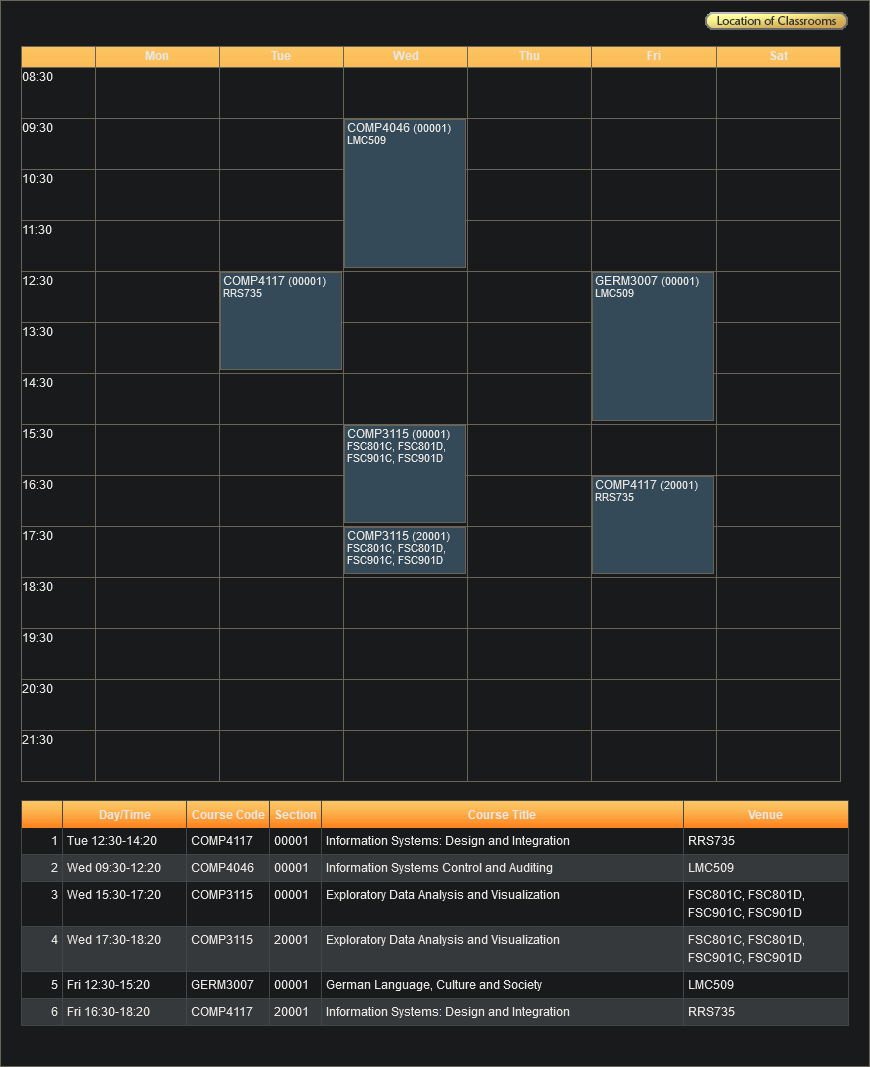 Location of Classrooms
Mon Tue Wed Thu Fri Sat
08:30
09:30
COMP4046 (00001)
LMC509
10:30
11:30
12:30
COMP4117 (00001)
RRS735
GERM3007 (00001)
LMC509
13:30
14:30
15:30
COMP3115 (00001)
FSC801C, FSC801D,
FSC901C, FSC901D
16:30
COMP4117 (20001)
RRS735
17:30
COMP3115 (20001)
FSC801C, FSC801D,
FSC901C, FSC901D
18:30
19:30
20:30
21:30
Day/Time Course Code Section Course Title Venue
1 Tue 12:30-14:20 COMP4117 00001 Information Systems: Design and Integration RRS735
2 Wed 09:30-12:20 COMP4046 00001 Information Systems Control and Auditing LMC509
3 Wed 15:30-17:20 COMP3115 00001 Exploratory Data Analysis and Visualization FSC801C, FSC801D,
FSC901C, FSC901D
4 Wed 17:30-18:20 COMP3115 20001 Exploratory Data Analysis and Visualization FSC801C, FSC801D,
FSC901C, FSC901D
5 Fri 12:30-15:20 GERM3007 00001 German Language, Culture and Society LMC509
6 Fri 16:30-18:20 COMP4117 20001 Information Systems: Design and Integration RRS735